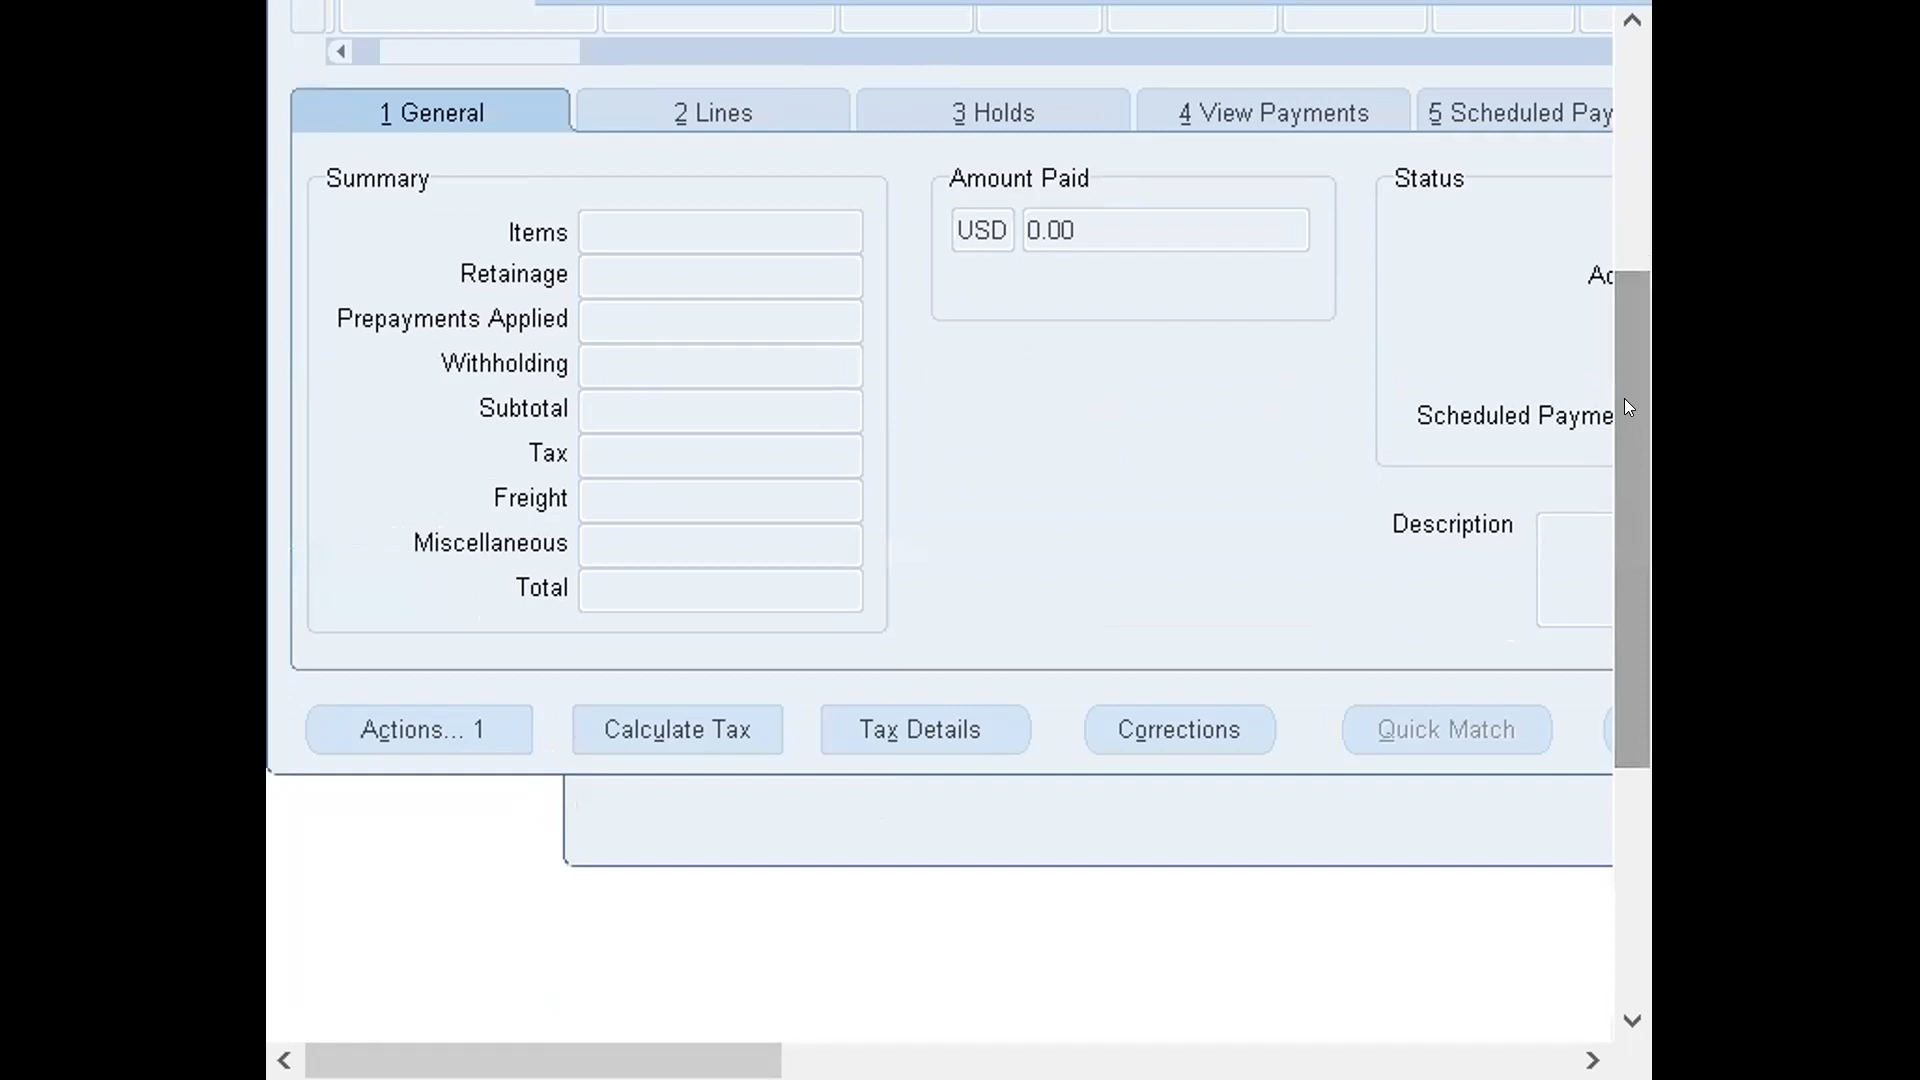 1 General
2 Lines
3 Holds
4 View Payments
5 Scheduled Pay
Summary
Items
Retainage
Prepayments Applied
Withholding
Subtotal
Tax
Freight
Miscellaneous
Total
Amount Paid
USD 0.00
Status
Ac
Scheduled Payme
Description
Actions... 1
Calculate Tax
Tax Details
Corrections
Quick Match